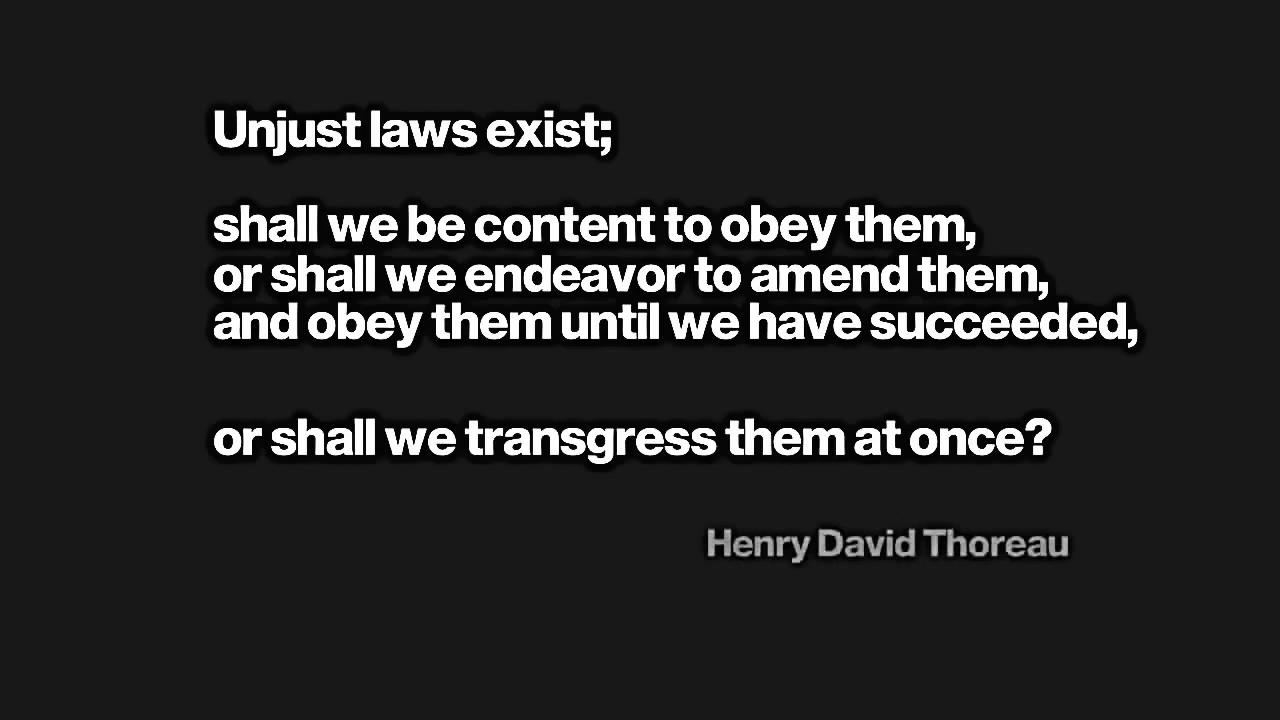 Unjust laws exist;
shall we be content to obey them,
or shall we endeavor to amend them,
and obey them until we have succeeded,
or shall we transgress them at once?
Henry David Thoreau